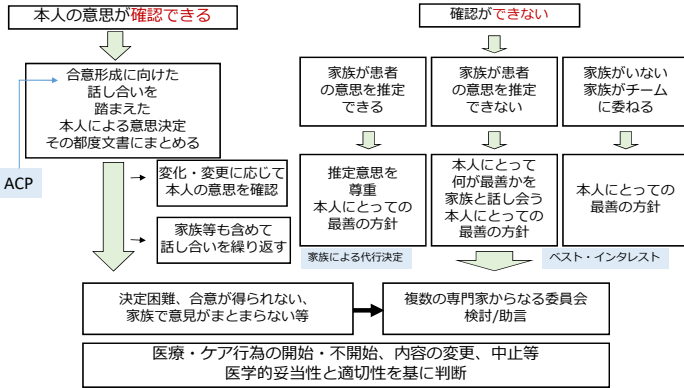 本人の意思が確認できる
合意形成に向けた
話し合いを
踏まえた
本人による意思決定
その都度文書にまとめる
ACP
変化・変更に応じて
本人の意思を確認
家族等も含めて
話し合いを繰り返す
確認ができない
家族が患者
の意思を推定
できる
家族が患者
の意思を推定
できない
家族がいない
家族がチーム
に委ねる
推定意思を
尊重
本人にとっての
最善の方針
本人にとって
何が最善かを
家族と話し合う
本人にとっての
最善の方針
本人にとっての
最善の方針
家族による代行決定
ベスト・インタレスト
決定困難、合意が得られない、
家族で意見がまとまらない等
複数の専門家からなる委員会
検討/助言
医療・ケア行為の開始・不開始、内容の変更、中止等
医学的妥当性と適切性を基に判断